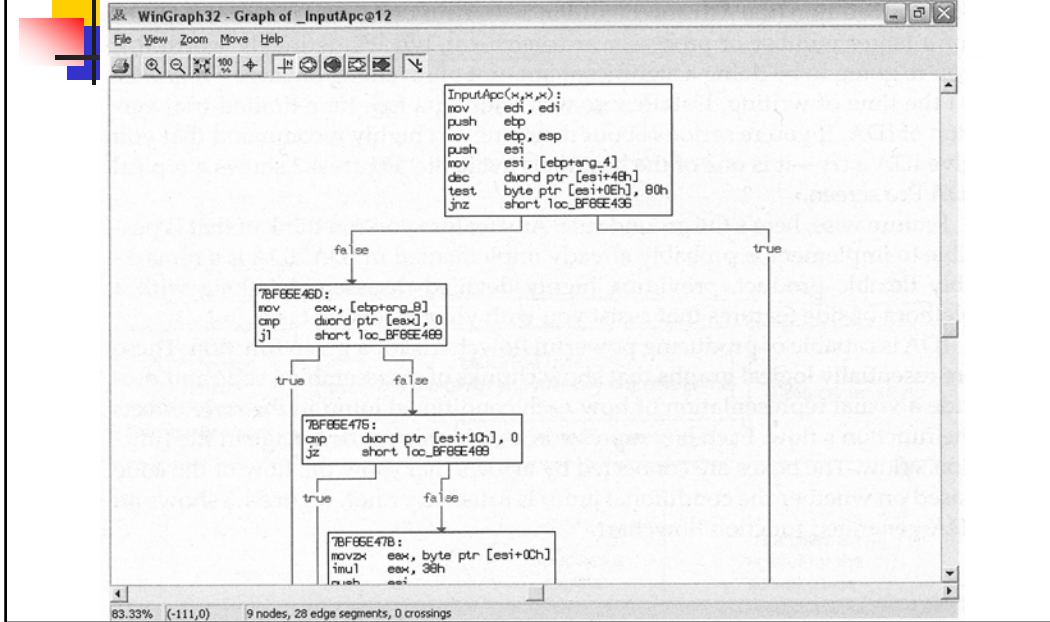 WinGraph32 - Graph of _InputApc@12
File View Zoom Move Help
InputApc(x,x,x):
mov edi, edi
push ebp
mov ebp, esp
push esi
mov esi, [ebp+arg_4]
dec dword ptr [esi+48h]
test byte ptr [esi+0Eh], 80h
jnz short loc_BF85E436
false
true
7BF85E46D:
mov eax, [ebp+arg_8]
cmp dword ptr [eax], 0
jl short loc_BF85E489
true
false
7BF85E475:
cmp dword ptr [esi+10h], 0
jz short loc_BF85E489
true
false
7BF85E47B:
movzx eax, byte ptr [esi+0Ch]
imul eax, 38h
push esi
83.33% (-111,0) 9 nodes, 28 edge segments, 0 crossings